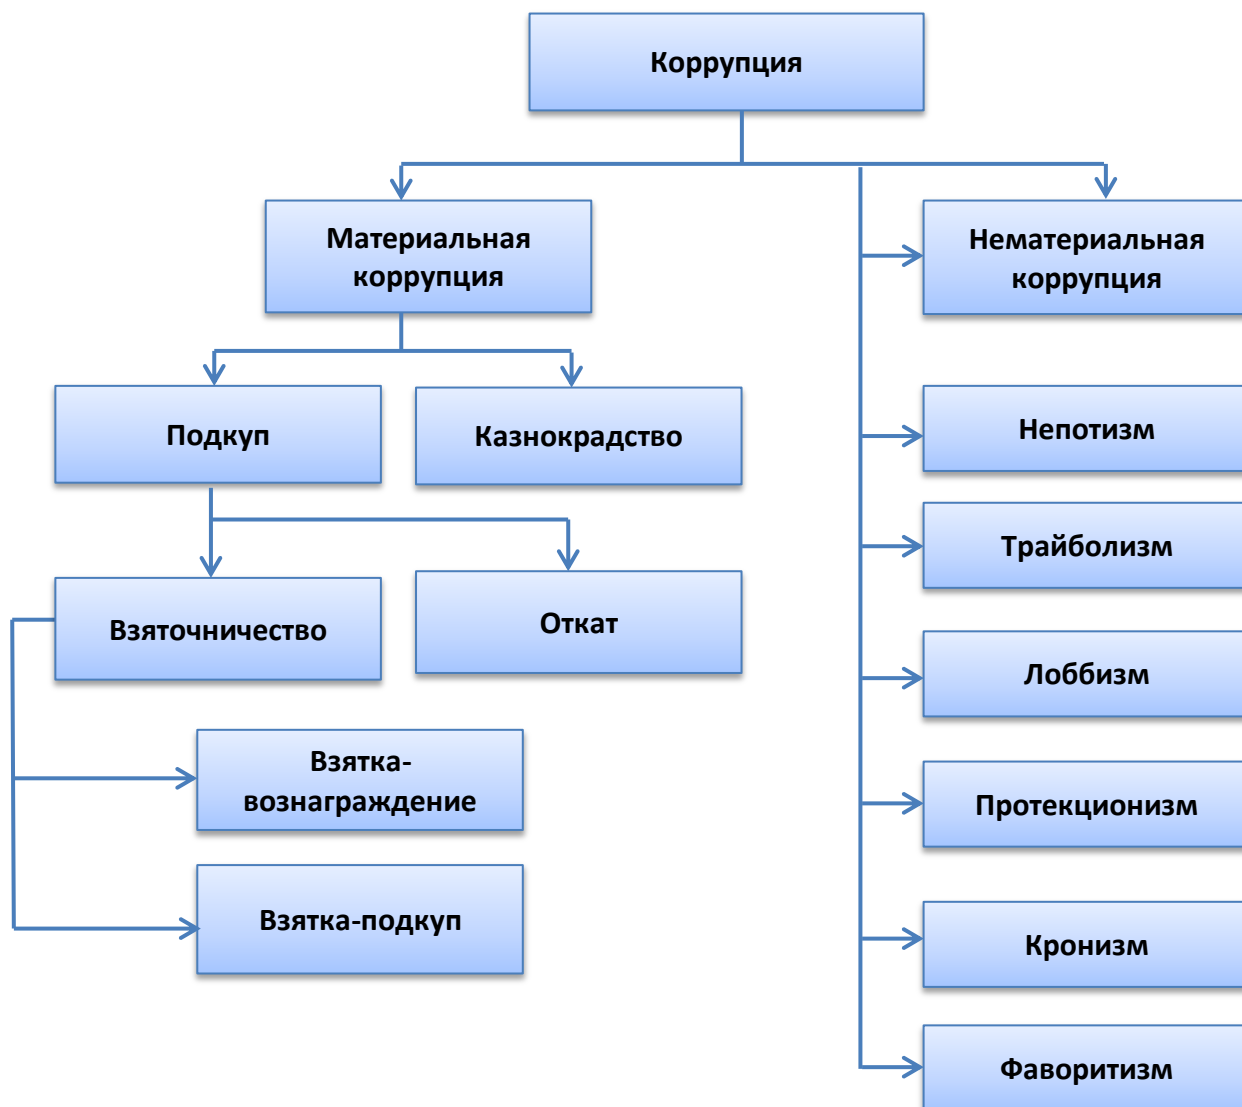 Коррупция
Материальная
коррупция
Нематериальная
коррупция
Подкуп
Казнокрадство
Непотизм
Трайболизм
Взяточничество
Откат
Лоббизм
Взятка-
вознаграждение
Протекционизм
Взятка-подкуп
Кронизм
Фаворитизм